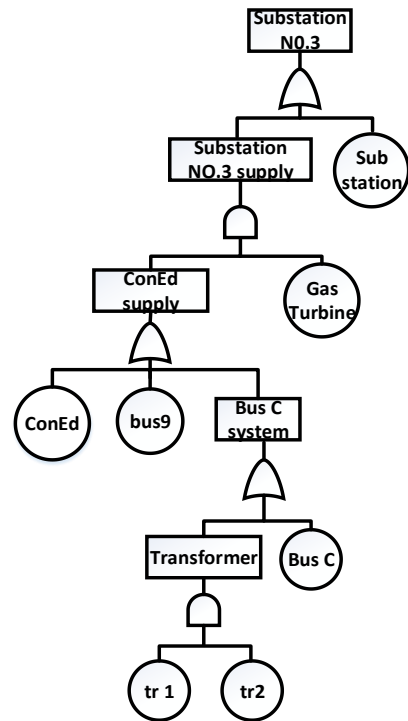 Substation
N0.3
Substation
NO.3 supply
Sub
station
ConEd
supply
Gas
Turbine
ConEd
bus9
Bus C
system
Transformer
Bus C
tr 1
tr2